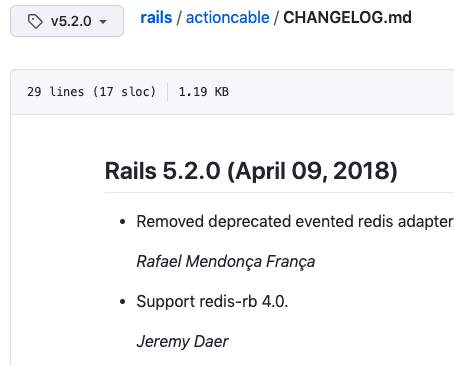 v5.2.0
rails / actioncable / CHANGELOG.md
29 lines (17 sloc) 1.19 KB
Rails 5.2.0 (April 09, 2018)
• Removed deprecated evented redis adapter
Rafael Mendonça França
• Support redis-rb 4.0.
Jeremy Daer